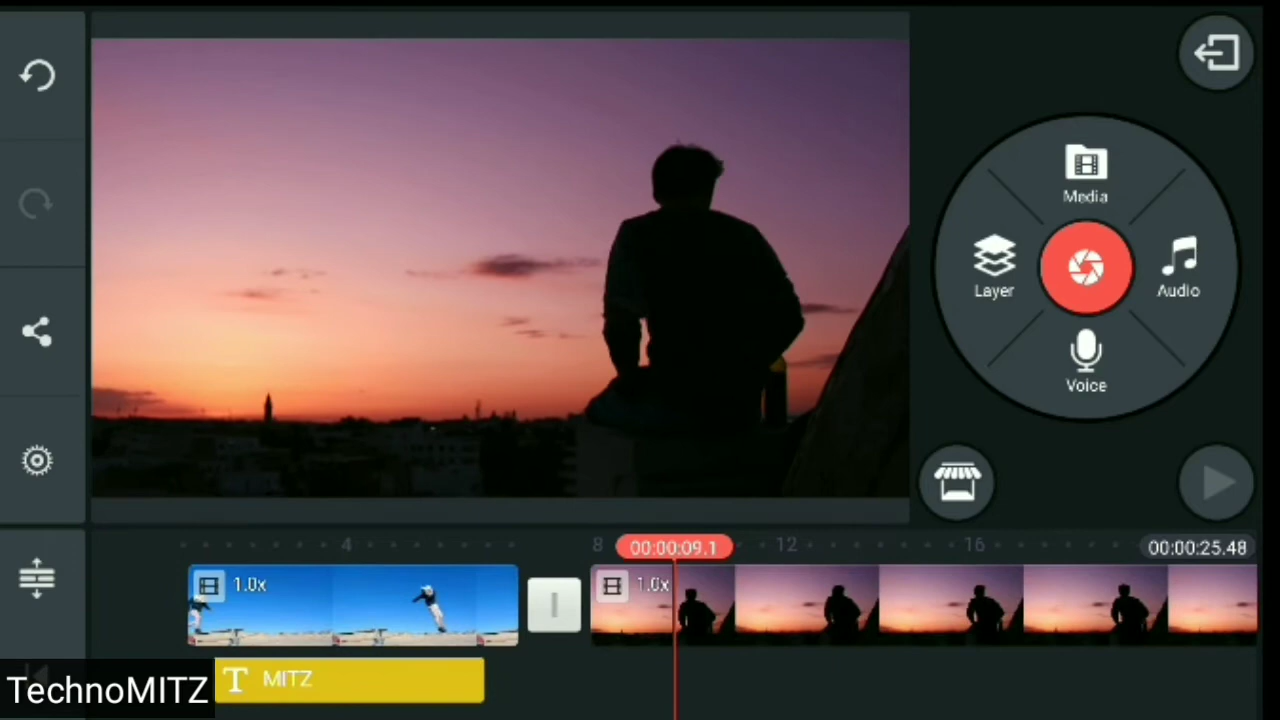 Media
Layer
Audio
Voice
4
8
00:00:09.1
12
16
00:00:25.48
1.0x
1.0x
T MITZ
TechnoMITZ